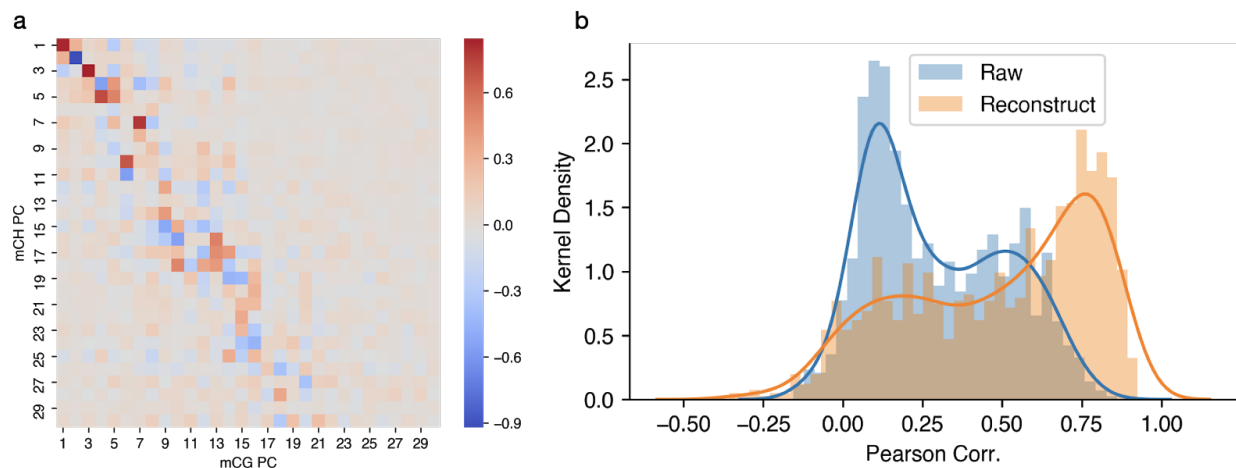 a
mCH PC
1
3
5
7
9
11
13
15
17
19
21
23
25
27
29
1 3 5 7 9 11 13 15 17 19 21 23 25 27 29
mCG PC
0.6
0.3
0.0
−0.3
−0.6
−0.9
b
Kernel Density
2.5
2.0
1.5
1.0
0.5
0.0
Raw
Reconstruct
−0.50 −0.25 0.00 0.25 0.50 0.75 1.00
Pearson Corr.